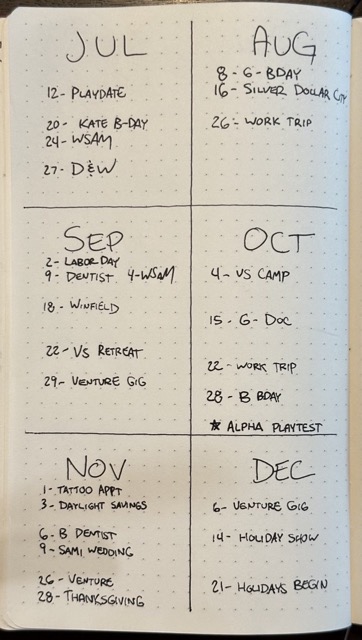 JUL
12 - PLAYDATE
20 - KATE B-DAY
24 - WSAM
27 - D&W
AUG
8 - G - BDAY
16 - SILVER DOLLAR CITY
26 - WORK TRIP
SEP
2 - LABOR DAY
9 - DENTIST 4-WSAM
18 - WINFIELD
22 - VS RETREAT
29 - VENTURE GIG
OCT
4 - VS CAMP
15 - G - DOC
22 - WORK TRIP
28 - B BDAY
★ ALPHA PLAYTEST
NOV
1 - TATTOO APPT
3 - DAYLIGHT SAVINGS
6 - B DENTIST
9 - SAMI WEDDING
26 - VENTURE
28 - THANKSGIVING
DEC
6 - VENTURE GIG
14 - HOLIDAY SHOW
21 - HOLIDAYS BEGIN